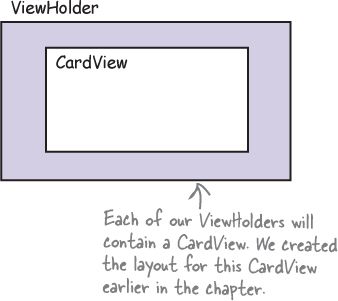 ViewHolder
CardView
Each of our ViewHolders will
contain a CardView. We created
the layout for this CardView
earlier in the chapter.